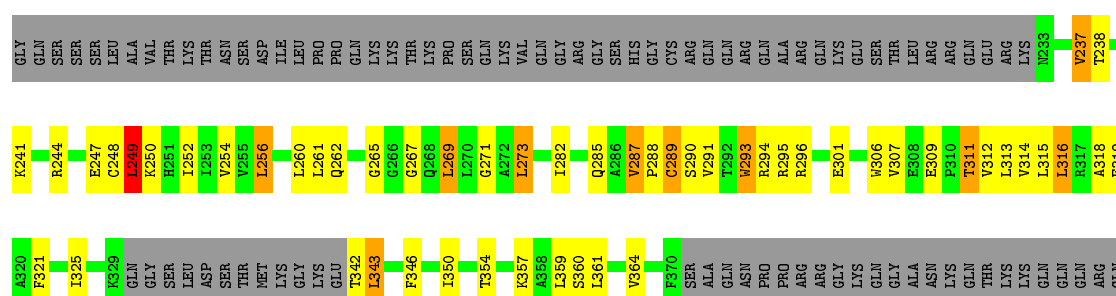 GLY GLN SER SER SER LEU ALA VAL THR LYS THR ASN SER ASP ILE LEU PRO PRO GLN LYS LYS THR LYS PRO SER GLN LYS VAL GLN GLY ARG GLY SER HIS GLY CYS ARG GLN GLN ARG GLN ALA ARG GLN LYS GLU SER THR LEU ARG ARG GLN GLU ARG LYS N233 V237 T238
K241 R244 E247 C248 L249 K250 H251 I252 I253 V254 V255 L256 L260 L261 Q262 G265 G266 G267 Q268 L269 L270 G271 A272 L273 I282 Q285 A286 V287 P288 C289 S290 V291 T292 W293 R294 R295 R296 E301 W306 V307 E308 E309 P310 T311 V312 L313 V314 L315 L316 R317 A318
A320 F321 I325 K329 GLN GLY SER LEU ASP SER THR MET LYS GLY LYS GLU T342 L343 F346 I350 T354 K357 A358 L359 S360 L361 V364 F370 SER ALA GLN ASN PRO PRO ARG ARG GLY LYS GLN GLY ALA ASN LYS THR LYS LYS GLN GLN GLN ARG